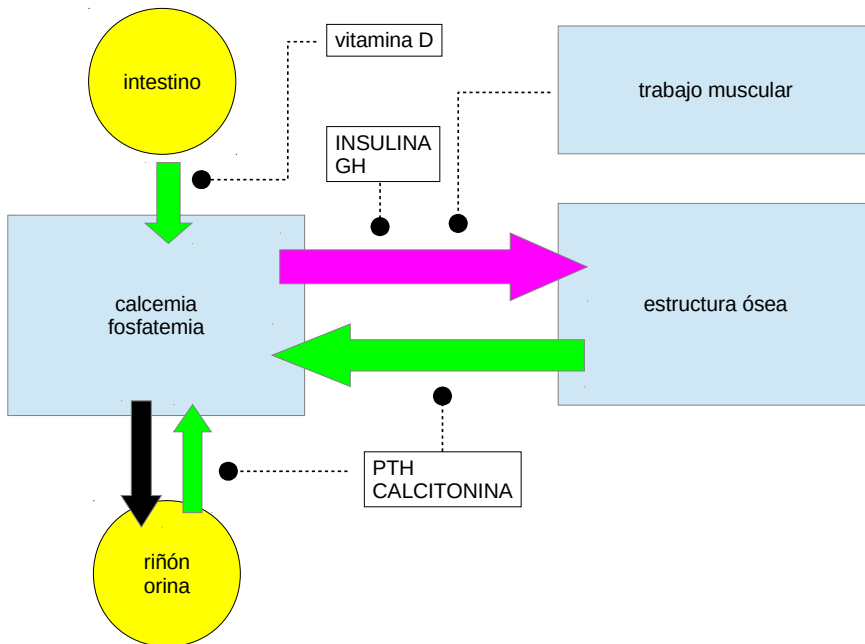 vitamina D
intestino
trabajo muscular
INSULINA
GH
calcemia
fosfatemia
estructura ósea
PTH
CALCITONINA
riñón
orina